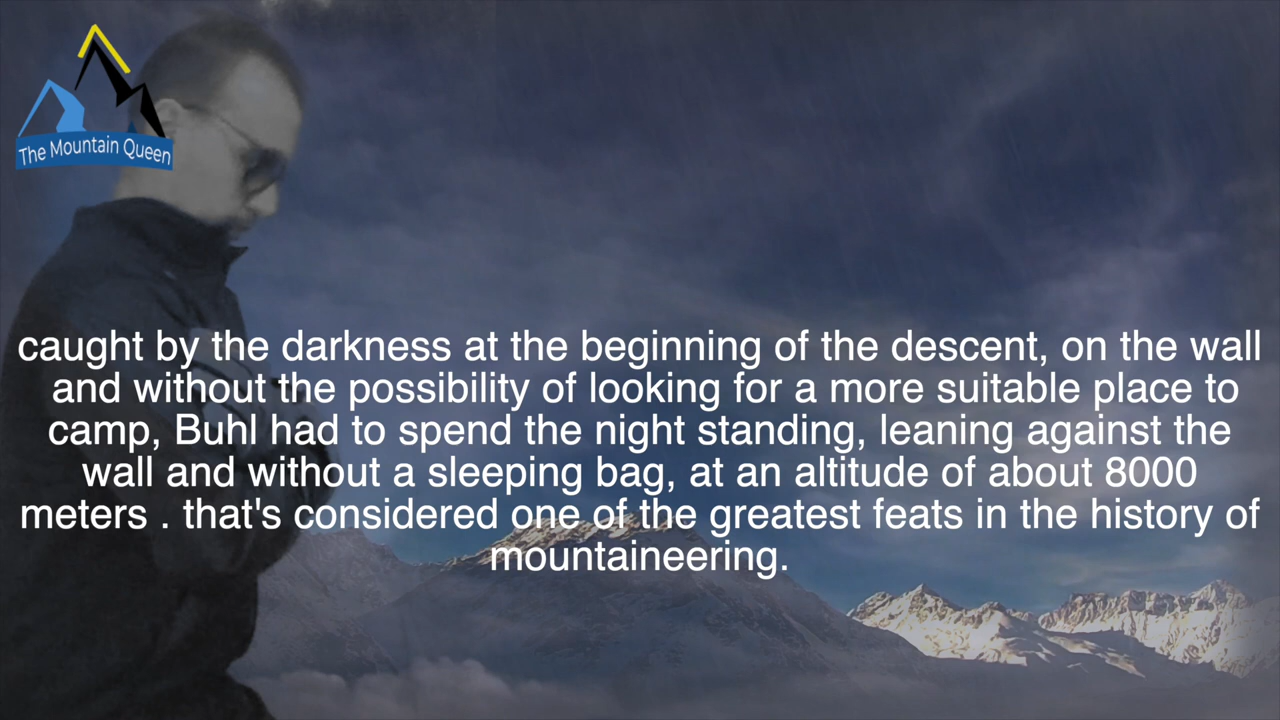 The Mountain Queen
caught by the darkness at the beginning of the descent, on the wall
and without the possibility of looking for a more suitable place to
camp, Buhl had to spend the night standing, leaning against the
wall and without a sleeping bag, at an altitude of about 8000
meters . that's considered one of the greatest feats in the history of
mountaineering.